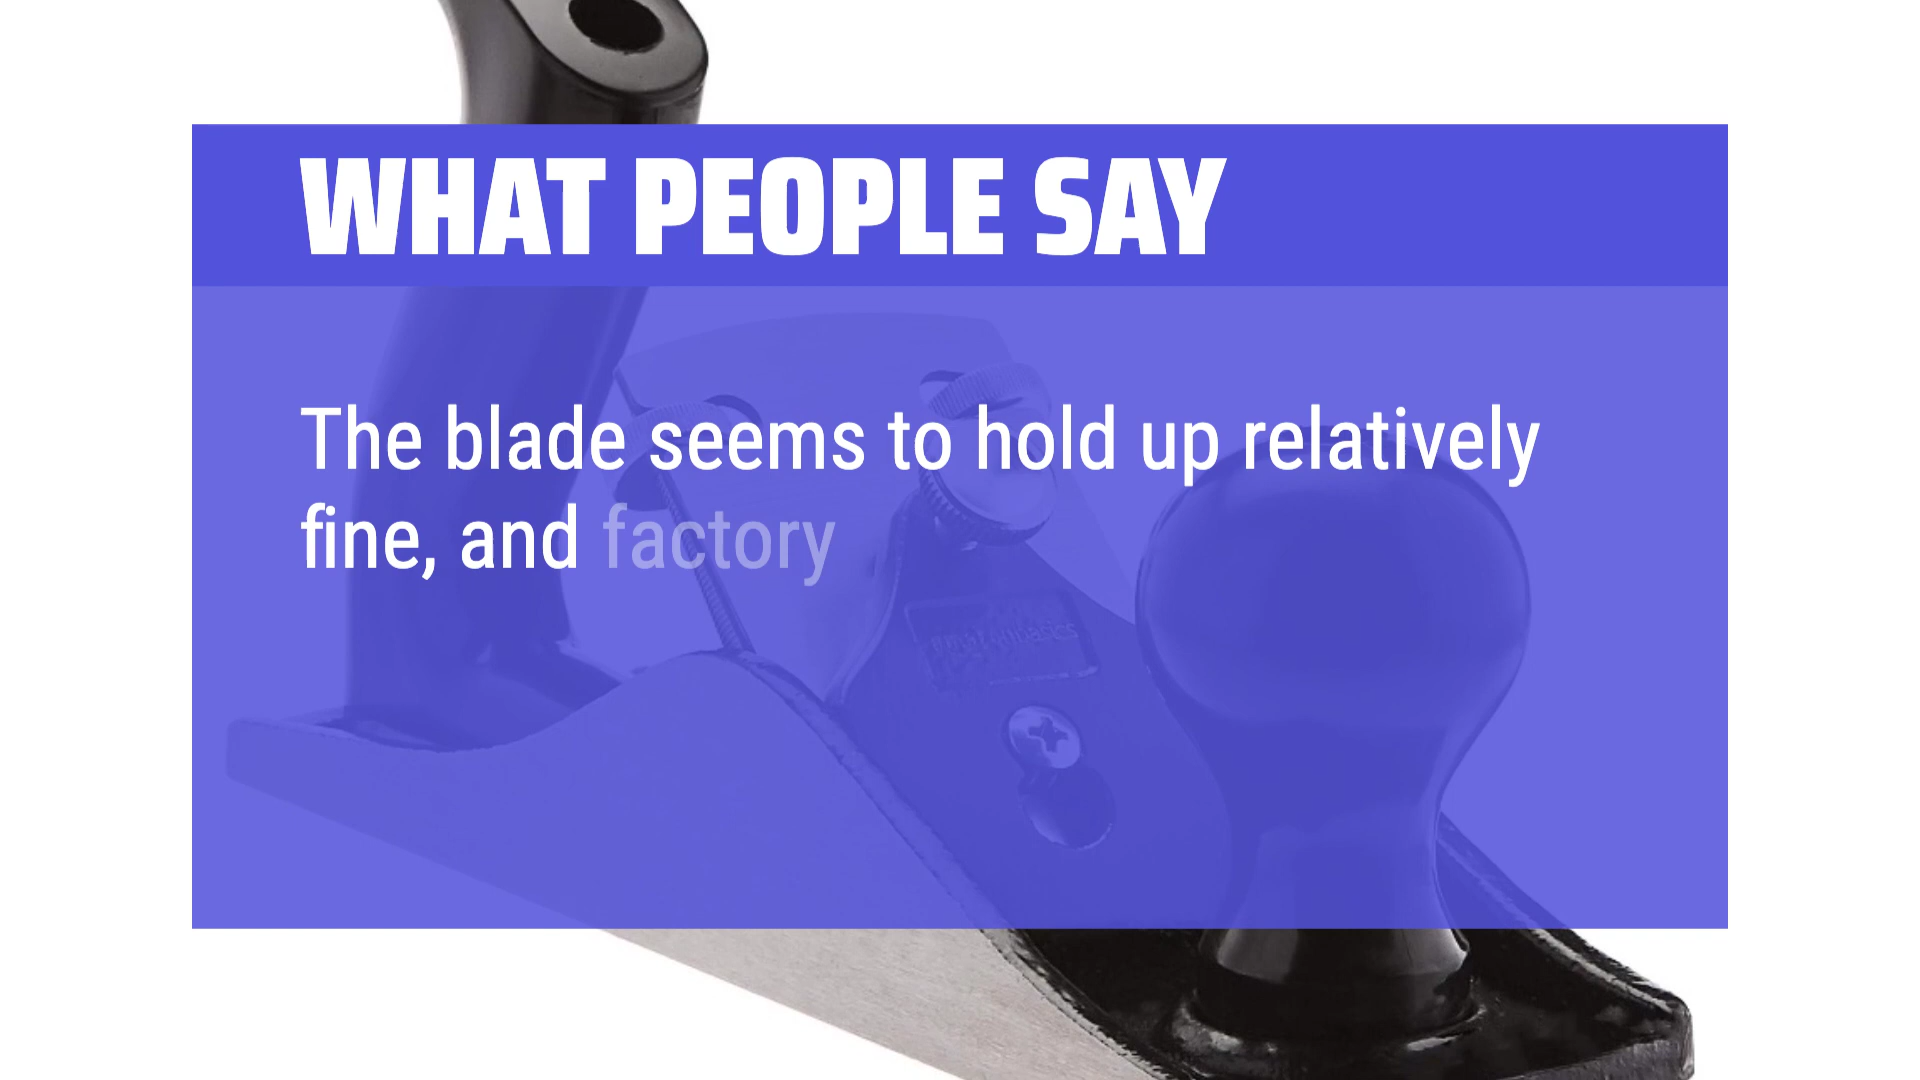 WHAT PEOPLE SAY
The blade seems to hold up relatively
fine, and factory